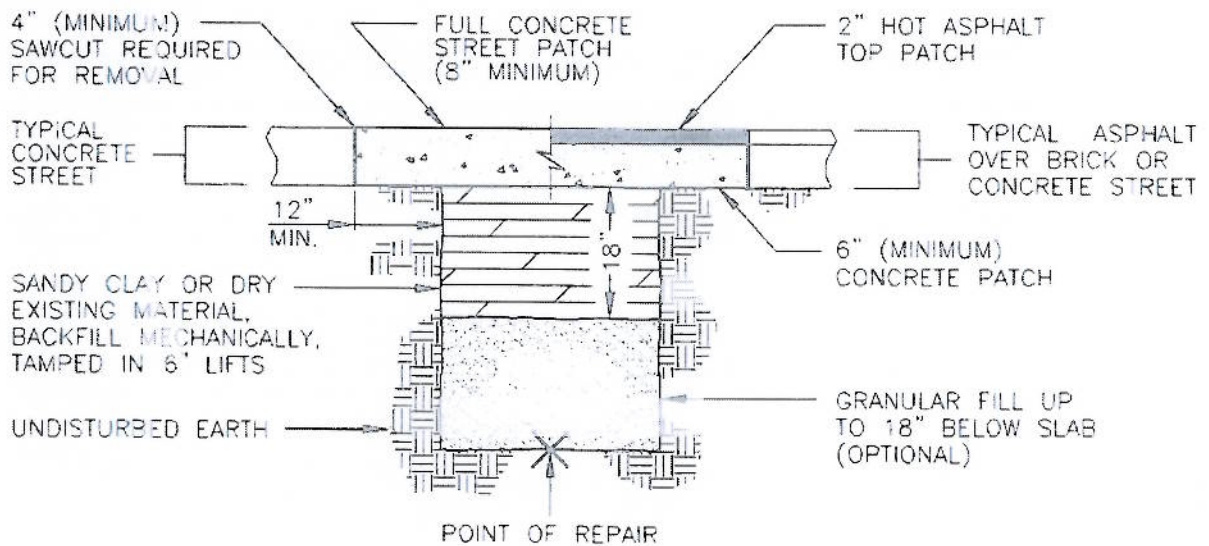 4" (MINIMUM)
SAWCUT REQUIRED
FOR REMOVAL
FULL CONCRETE
STREET PATCH
(8" MINIMUM)
2" HOT ASPHALT
TOP PATCH
TYPICAL
CONCRETE
STREET
TYPICAL ASPHALT
OVER BRICK OR
CONCRETE STREET
12"
MIN.
18"
6" (MINIMUM)
CONCRETE PATCH
SANDY CLAY OR DRY
EXISTING MATERIAL,
BACKFILL MECHANICALLY,
TAMPED IN 6' LIFTS
UNDISTURBED EARTH
GRANULAR FILL UP
TO 18" BELOW SLAB
(OPTIONAL)
POINT OF REPAIR